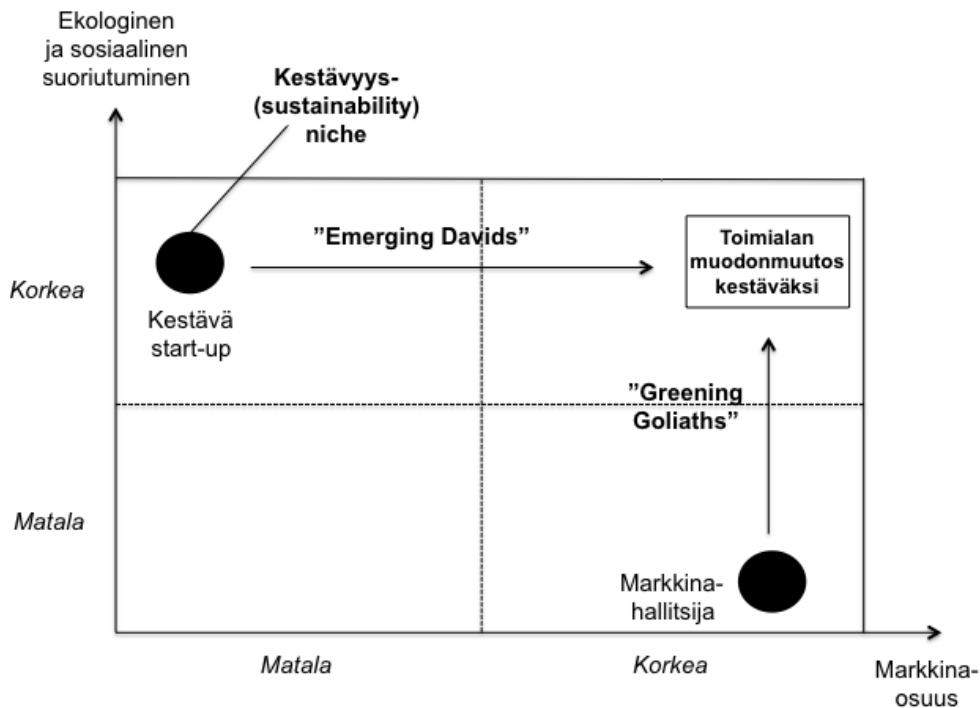 Ekologinen
ja sosiaalinen
suoriutuminen
Kestävyys-
(sustainability)
niche
”Emerging Davids”
Toimialan
muodonmuutos
kestäväksi
Korkea
Kestävä
start-up
”Greening
Goliaths”
Matala
Markkina-
hallitsija
Matala
Korkea
Markkina-
osuus